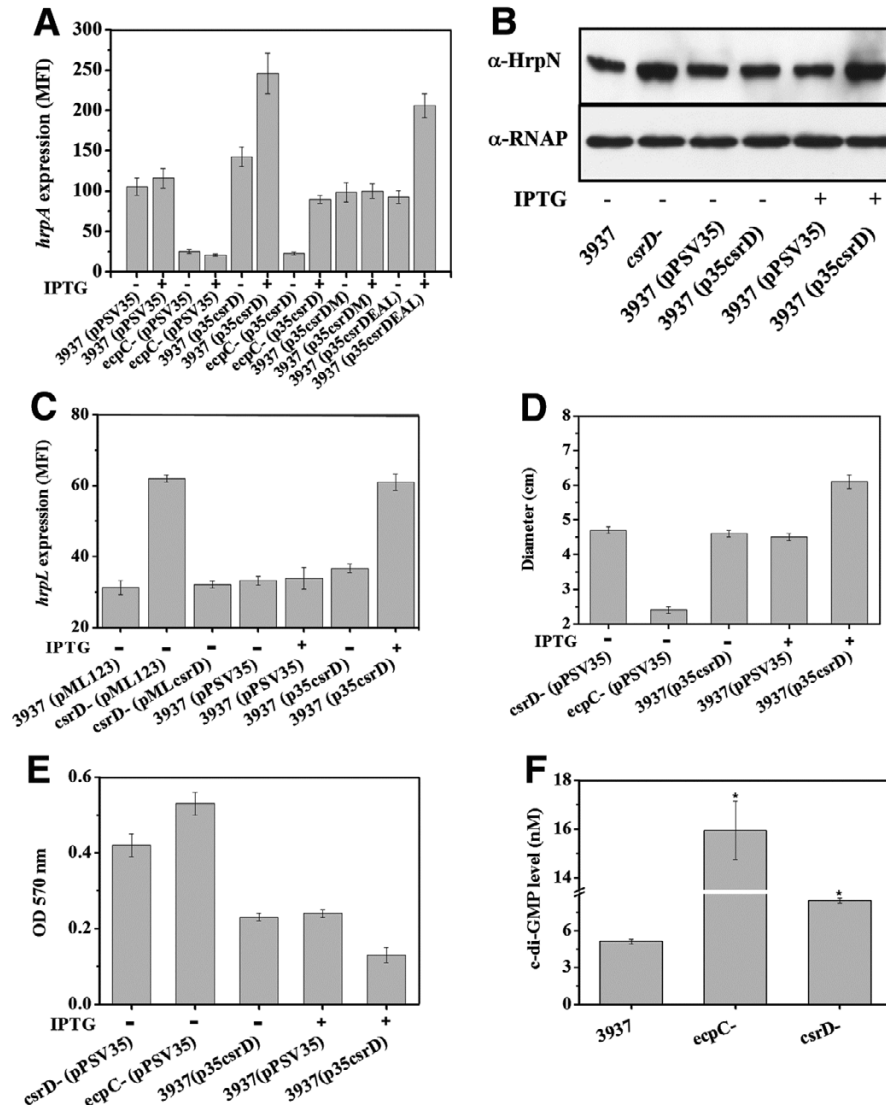 A
hrpA expression (MFI)
300
250
200
150
100
50
0
IPTG
- + - + - + - + - + - +
3937 (pPSV35)
3937 (pPSV35)
ecpC- (pPSV35)
ecpC- (pPSV35)
3937 (p35csrD)
3937 (p35csrD)
ecpC- (p35csrD)
ecpC- (p35csrD)
3937 (p35csrDM)
3937 (p35csrDM)
3937 (p35csrDEAL)
3937 (p35csrDEAL)
B
α-HrpN
α-RNAP
IPTG - - - - + +
3937
csrD-
3937 (pPSV35)
3937 (p35csrD)
3937 (pPSV35)
3937 (p35csrD)
C
hrpL expression (MFI)
80
60
40
20
IPTG - - - - + - +
3937 (pML123)
csrD- (pML123)
csrD- (pMLcsrD)
3937 (pPSV35)
3937 (pPSV35)
3937 (p35csrD)
3937 (p35csrD)
D
Diameter (cm)
8
7
6
5
4
3
2
IPTG - - - + +
csrD- (pPSV35)
ecpC- (pPSV35)
3937(p35csrD)
3937(pPSV35)
3937(p35csrD)
E
OD 570 nm
0.6
0.4
0.2
0.0
IPTG - - - + +
csrD- (pPSV35)
ecpC- (pPSV35)
3937(p35csrD)
3937(pPSV35)
3937(p35csrD)
F
c-di-GMP level (nM)
18
16
14
9
6
3
0
*
*
3937
ecpC-
csrD-